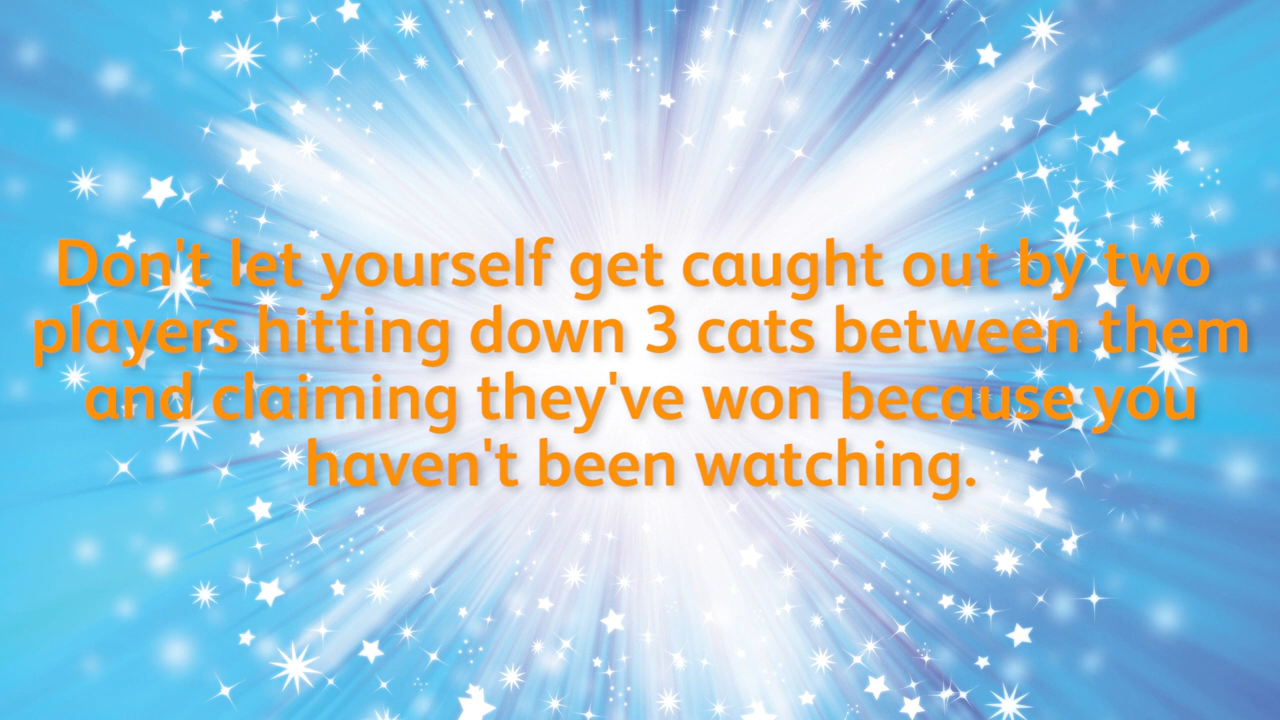 Don't let yourself get caught out by two
players hitting down 3 cats between them
and claiming they've won because you
haven't been watching.